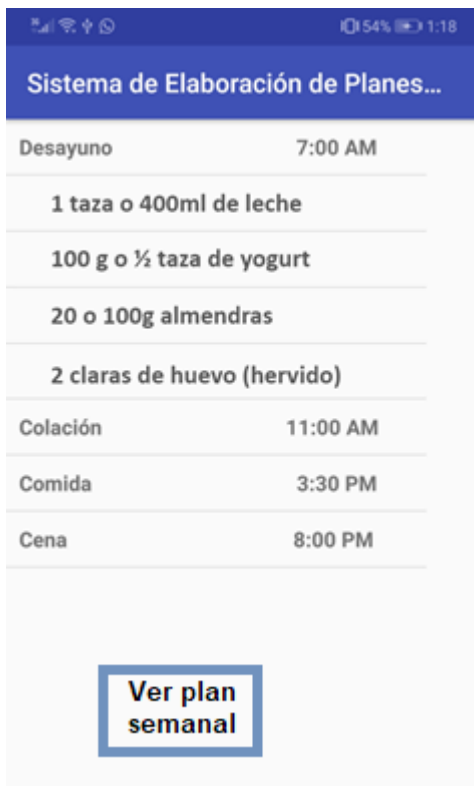 54% 1:18
Sistema de Elaboración de Planes...
Desayuno 7:00 AM
1 taza o 400ml de leche
100 g o ½ taza de yogurt
20 o 100g almendras
2 claras de huevo (hervido)
Colación 11:00 AM
Comida 3:30 PM
Cena 8:00 PM
Ver plan
semanal